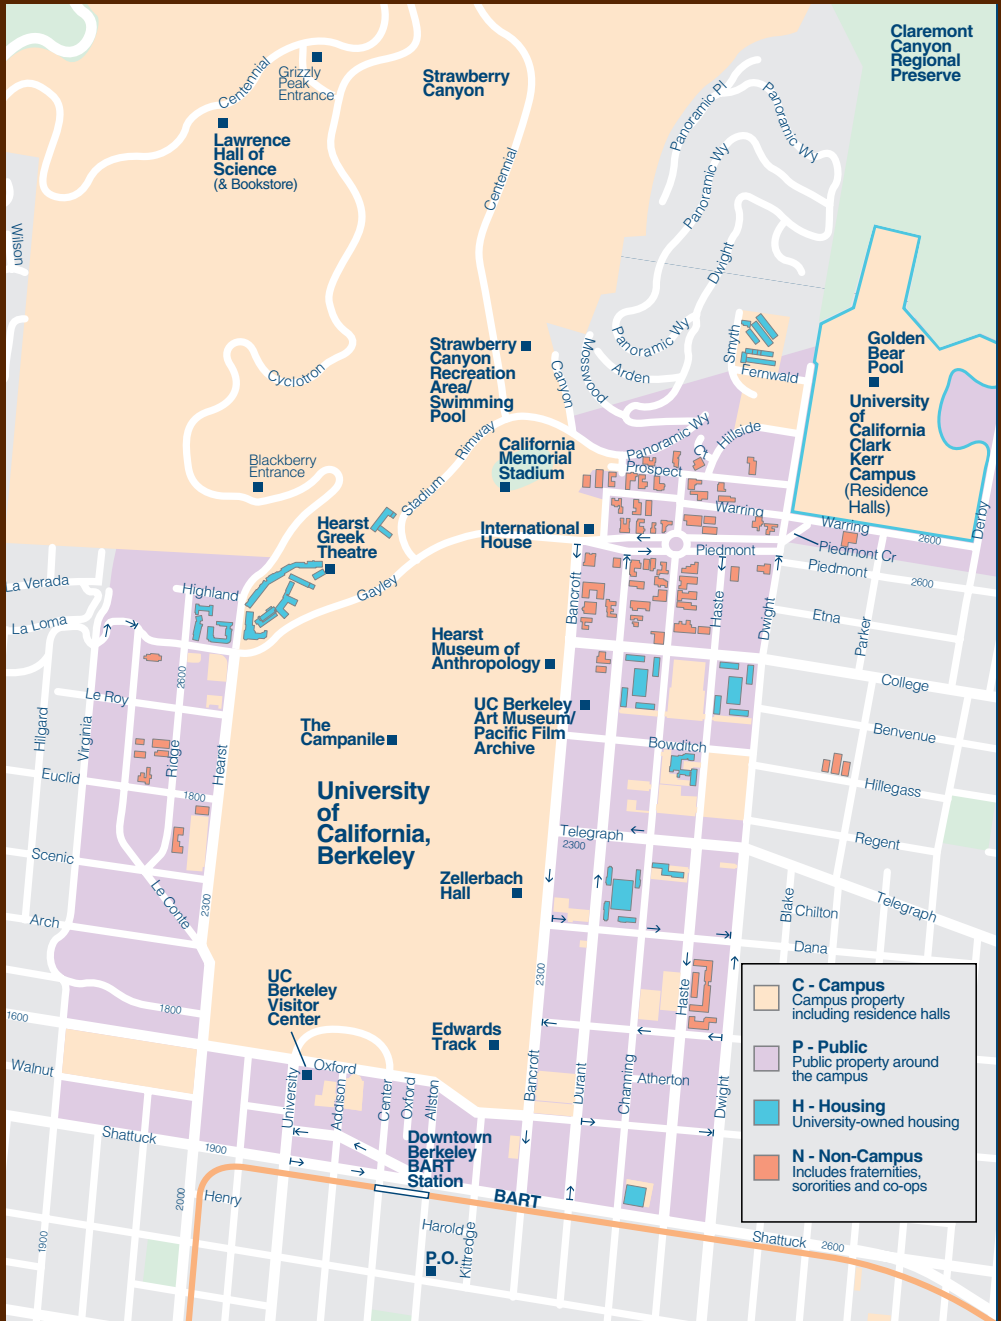 Claremont
Canyon
Regional
Preserve
Centennial
Grizzly
Peak
Entrance
Strawberry
Canyon
Panoramic Pl
Panoramic Wy
Lawrence
Hall of
Science
(& Bookstore)
Centennial
Panoramic Wy
Wilson
Dwight
Strawberry
Canyon
Recreation
Area/
Swimming
Pool
Panoramic Wy
Smyth
Mosswood
Arden
Canyon
Fernwald
Golden
Bear
Pool
Cyclotron
University
of
California
Clark
Kerr
Campus
(Residence
Halls)
Rimway
Panoramic Wy
Ct
Hillside
California
Memorial
Stadium
Blackberry
Entrance
Prospect
Stadium
Warring
Warring
2600
Derby
Hearst
Greek
Theatre
International
House
Piedmont
Piedmont Cr
Piedmont
2600
La Verada
Highland
Gayley
Bancroft
Haste
Dwight
Etna
Parker
La Loma
Hearst
Museum of
Anthropology
2600
College
Le Roy
UC Berkeley
Art Museum/
Pacific Film
Archive
The
Campanile
Hilgard
Virginia
Ridge
Hearst
Bowditch
Benvenue
Euclid
1800
Hillegass
University
of
California,
Berkeley
Telegraph
2300
Regent
Scenic
Zellerbach
Hall
Le Conte
2300
Blake
Chilton
Telegraph
Arch
Dana
UC
Berkeley
Visitor
Center
2300
Haste
1600
1800
Edwards
Track
C - Campus
Campus property
including residence halls
P - Public
Public property around
the campus
H - Housing
University-owned housing
N - Non-Campus
Includes fraternities,
sororities and co-ops
Walnut
Oxford
University
Addison
Center
Oxford
Allston
Bancroft
Durant
Channing
Atherton
Dwight
Shattuck
1900
Downtown
Berkeley
BART
Station
BART
2000
Henry
Harold
Kittredge
Shattuck
2600
1900
P.O.